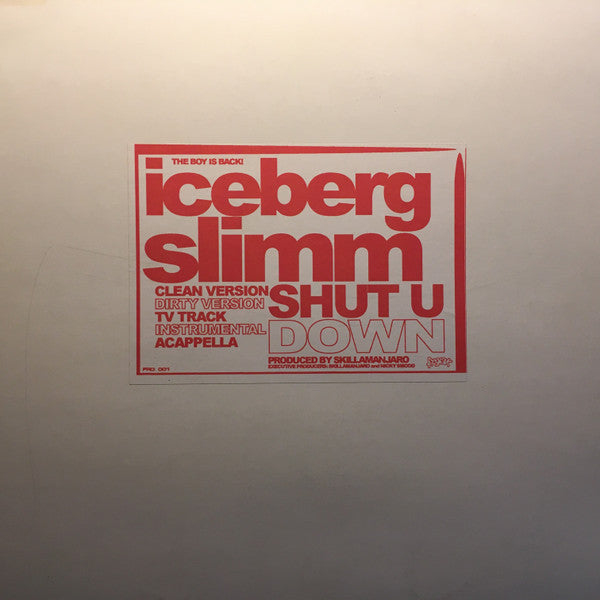 THE BOY IS BACK!
iceberg
slimm
CLEAN VERSION
DIRTY VERSION
TV TRACK
INSTRUMENTAL
ACAPPELLA
SHUT U
DOWN
PRODUCED BY SKILLAMANJARO
EXECUTIVE PRODUCERS: SKILLAMANJARO and NICKY SMOOD
PRO 001